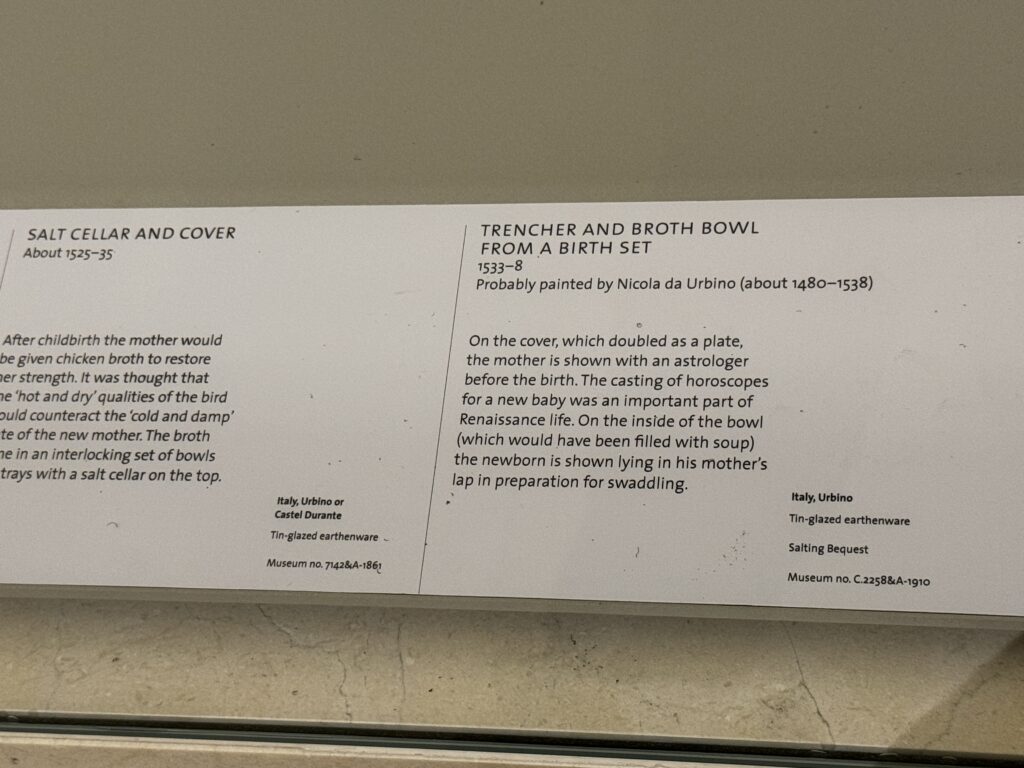 SALT CELLAR AND COVER
About 1525–35
After childbirth the mother would
be given chicken broth to restore
her strength. It was thought that
the ‘hot and dry’ qualities of the bird
could counteract the ‘cold and damp’
state of the new mother. The broth
came in an interlocking set of bowls
trays with a salt cellar on the top.
Italy, Urbino or
Castel Durante
Tin-glazed earthenware
Museum no. 7142&A-1861
TRENCHER AND BROTH BOWL
FROM A BIRTH SET
1533–8
Probably painted by Nicola da Urbino (about 1480–1538)
On the cover, which doubled as a plate,
the mother is shown with an astrologer
before the birth. The casting of horoscopes
for a new baby was an important part of
Renaissance life. On the inside of the bowl
(which would have been filled with soup)
the newborn is shown lying in his mother’s
lap in preparation for swaddling.
Italy, Urbino
Tin-glazed earthenware
Salting Bequest
Museum no. C.2258&A-1910